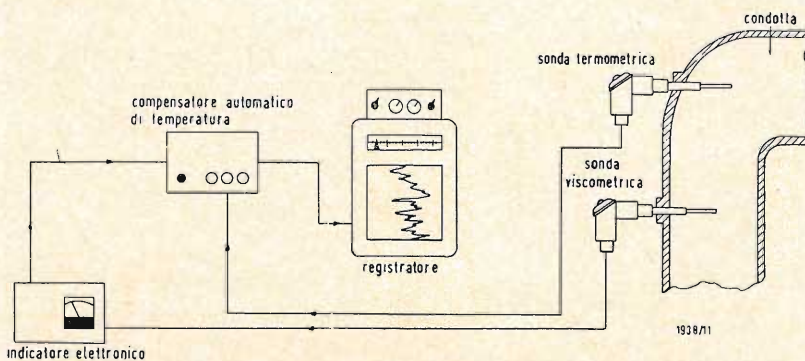 condotta
sonda termometrica
compensatore automatico
di temperatura
sonda
viscometrica
registratore
1938/11
indicatore elettronico